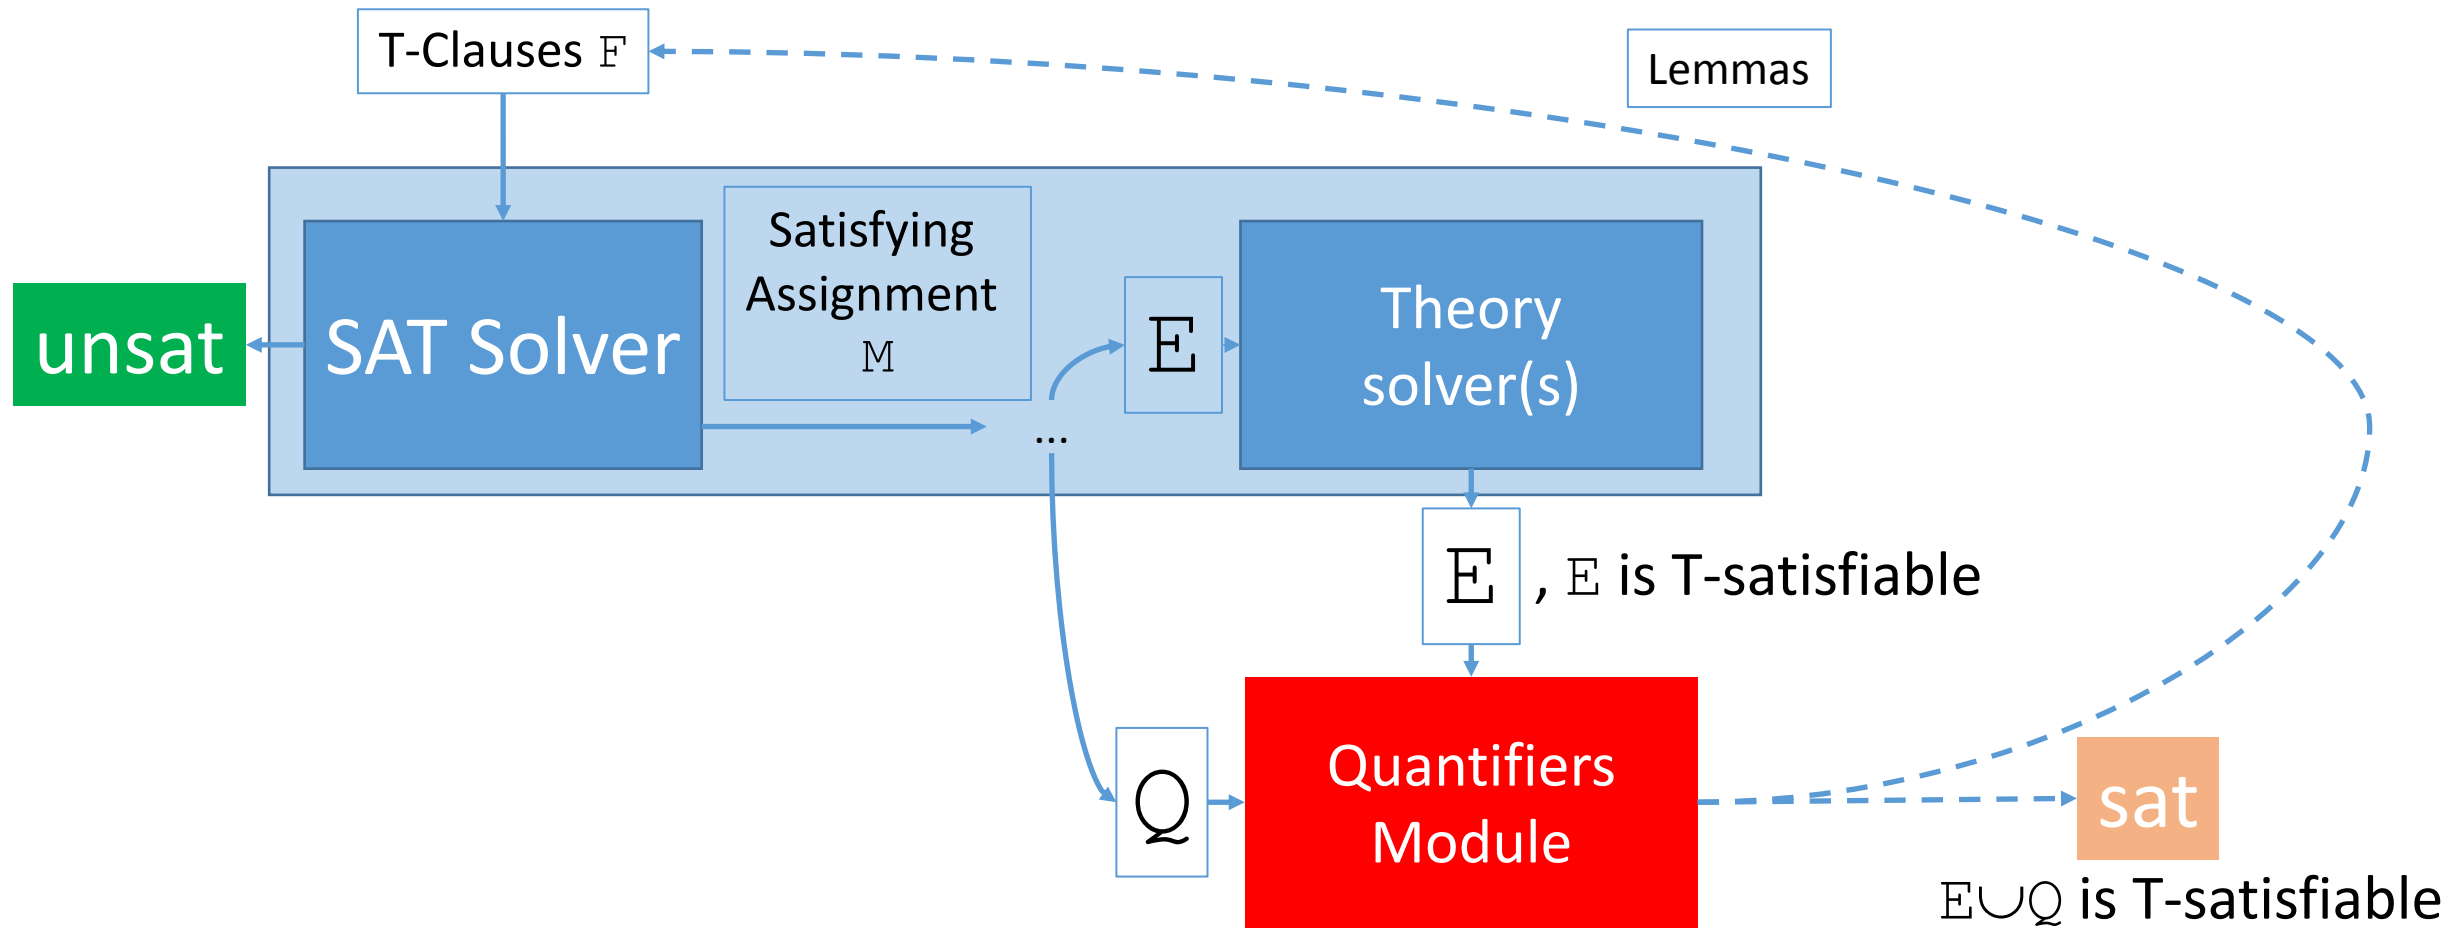 T-Clauses F
Lemmas
Satisfying
Assignment
M
unsat
SAT Solver
...
E
Theory
solver(s)
E , E is T-satisfiable
Q
Quantifiers
Module
sat
E∪Q is T-satisfiable